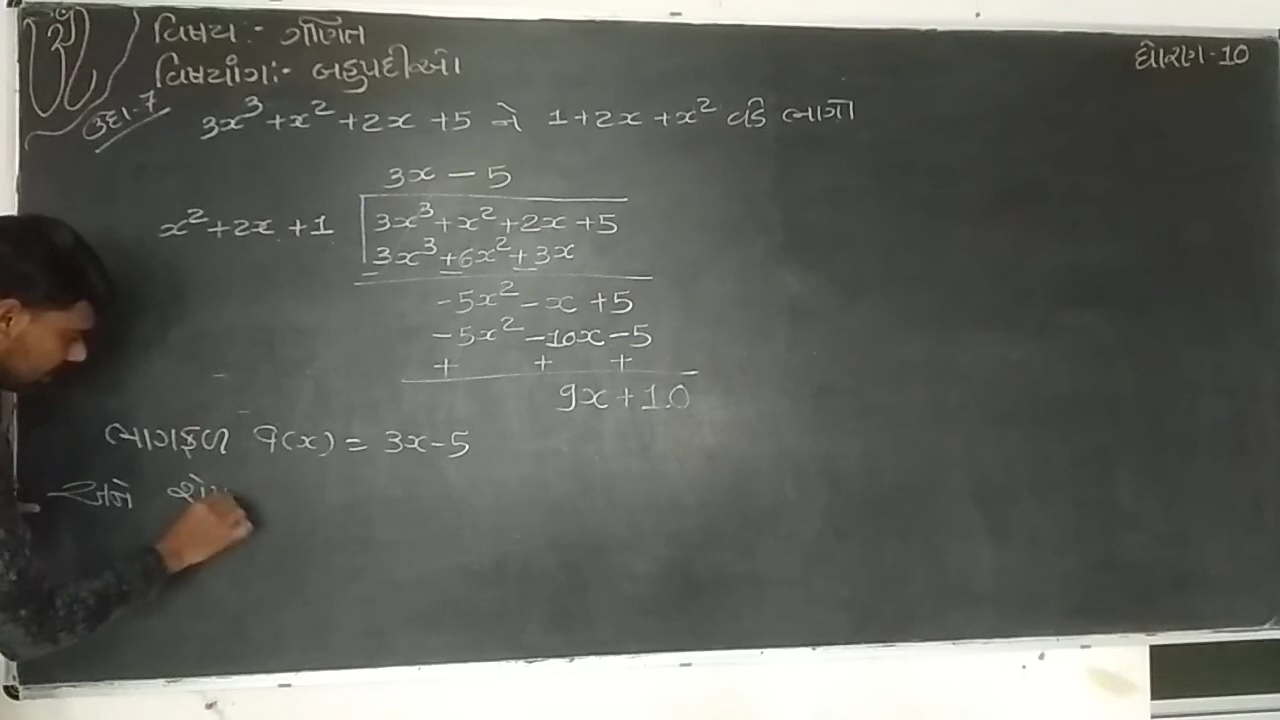 વિષય:- ગણિત
ધોરણ-10
વિષયાંગ:- બહુપદીઓ
ઉદા.7
3x³+x²+2x+5 ને 1+2x+x² વડે ભાગો
3x-5
x²+2x+1 3x³+x²+2x+5
3x³+6x²+3x
- - -
-5x²-x+5
-5x²-10x-5
+ + +
9x+10
ભાગફળ q(x) = 3x-5
અને